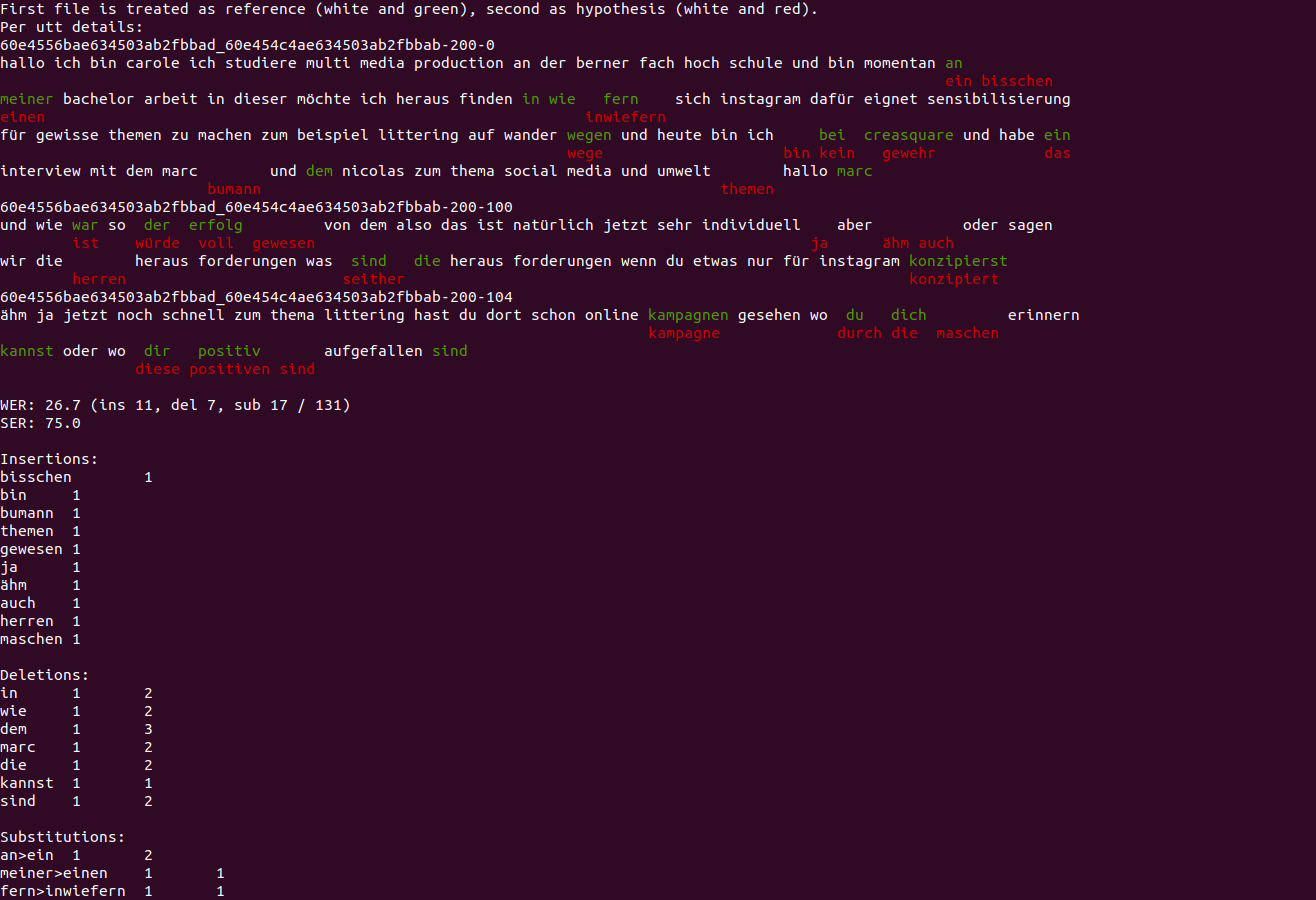 First file is treated as reference (white and green), second as hypothesis (white and red).
Per utt details:
60e4556bae634503ab2fbbad_60e454c4ae634503ab2fbbab-200-0
hallo ich bin carole ich studiere multi media production an der berner fach hoch schule und bin momentan an
ein bisschen
meiner bachelor arbeit in dieser möchte ich heraus finden in wie fern sich instagram dafür eignet sensibilisierung
einen inwiefern
für gewisse themen zu machen zum beispiel littering auf wander wegen und heute bin ich bei creasquare und habe ein
wege bin kein gewehr das
interview mit dem marc und dem nicolas zum thema social media und umwelt hallo marc
bumann themen
60e4556bae634503ab2fbbad_60e454c4ae634503ab2fbbab-200-100
und wie war so der erfolg von dem also das ist natürlich jetzt sehr individuell aber oder sagen
ist würde voll gewesen ja ähm auch
wir die heraus forderungen was sind die heraus forderungen wenn du etwas nur für instagram konzipierst
herren seither konzipiert
60e4556bae634503ab2fbbad_60e454c4ae634503ab2fbbab-200-104
ähm ja jetzt noch schnell zum thema littering hast du dort schon online kampagnen gesehen wo du dich erinnern
kampagne durch die maschen
kannst oder wo dir positiv aufgefallen sind
diese positiven sind
WER: 26.7 (ins 11, del 7, sub 17 / 131)
SER: 75.0
Insertions:
bisschen 1
bin 1
bumann 1
themen 1
gewesen 1
ja 1
ähm 1
auch 1
herren 1
maschen 1
Deletions:
in 1 2
wie 1 2
dem 1 3
marc 1 2
die 1 2
kannst 1 1
sind 1 2
Substitutions:
an>ein 1 2
meiner>einen 1 1
fern>inwiefern 1 1